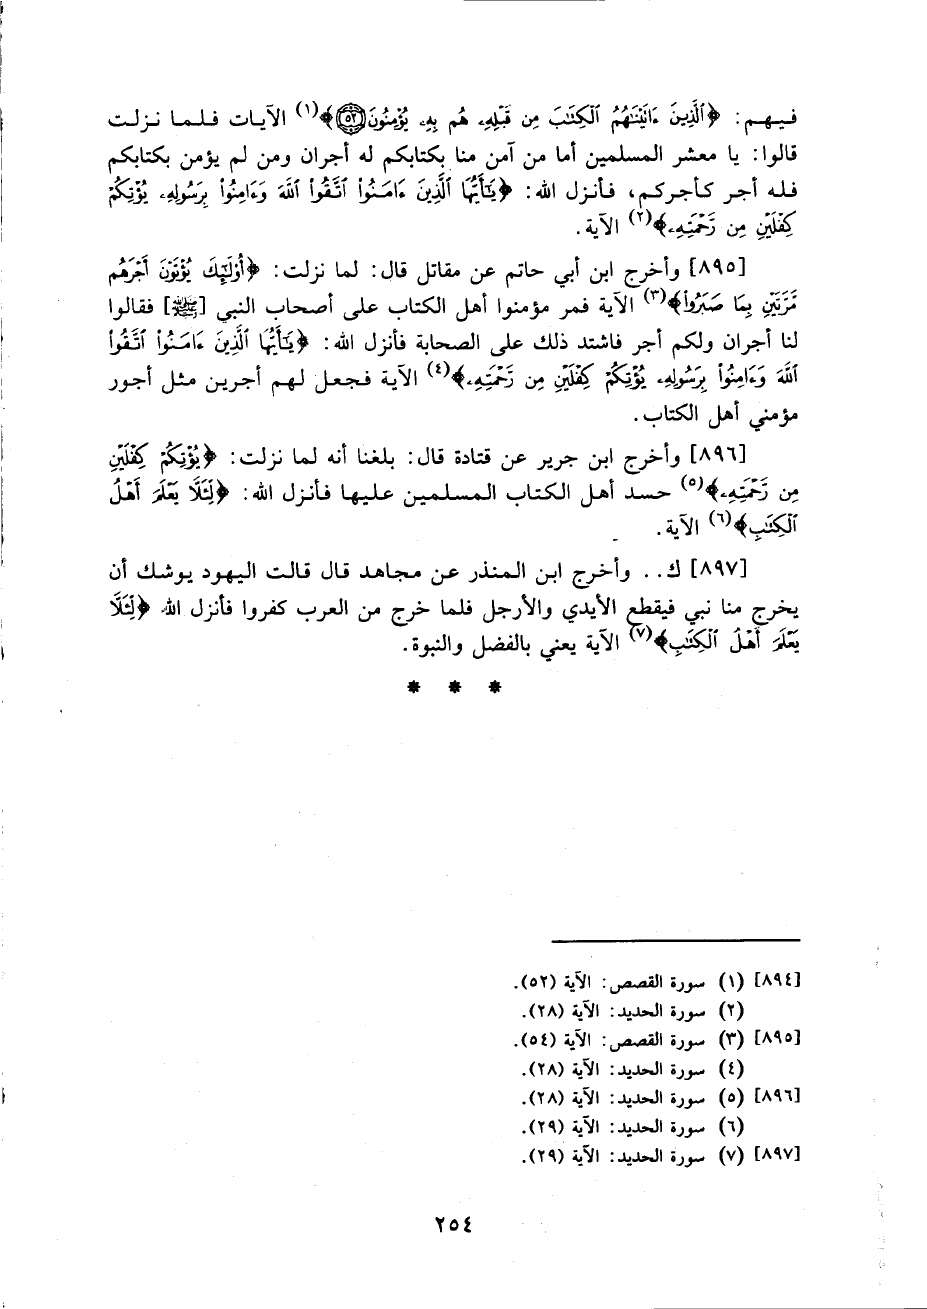 فيهم: ﴿ٱلَّذِينَ ءَاتَيْنَٰهُمُ ٱلْكِتَٰبَ مِن قَبْلِهِۦ هُم بِهِۦ يُؤْمِنُونَ ٥٢﴾(١) الآيات فلما نزلت
قالوا: يا معشر المسلمين أما من آمن منا بكتابكم له أجران ومن لم يؤمن بكتابكم
فله أجر كأجركم، فأنزل الله: ﴿يَٰٓأَيُّهَا ٱلَّذِينَ ءَامَنُوا۟ ٱتَّقُوا۟ ٱللَّهَ وَءَامِنُوا۟ بِرَسُولِهِۦ يُؤْتِكُمْ
كِفْلَيْنِ مِن رَّحْمَتِهِۦ﴾(٢) الآية.
[٨٩٥] وأخرج ابن أبي حاتم عن مقاتل قال: لما نزلت: ﴿أُو۟لَٰٓئِكَ يُؤْتَوْنَ أَجْرَهُم
مَّرَّتَيْنِ بِمَا صَبَرُوا۟﴾(٣) الآية فمر مؤمنوا أهل الكتاب على أصحاب النبي [ﷺ] فقالوا
لنا أجران ولكم أجر فاشتد ذلك على الصحابة فأنزل الله: ﴿يَٰٓأَيُّهَا ٱلَّذِينَ ءَامَنُوا۟ ٱتَّقُوا۟
ٱللَّهَ وَءَامِنُوا۟ بِرَسُولِهِۦ يُؤْتِكُمْ كِفْلَيْنِ مِن رَّحْمَتِهِۦ﴾(٤) الآية فجعل لهم أجرين مثل أجور
مؤمني أهل الكتاب.
[٨٩٦] وأخرج ابن جرير عن قتادة قال: بلغنا أنه لما نزلت: ﴿يُؤْتِكُمْ كِفْلَيْنِ
مِن رَّحْمَتِهِۦ﴾(٥) حسد أهل الكتاب المسلمين عليها فأنزل الله: ﴿لِّئَلَّا يَعْلَمَ أَهْلُ
ٱلْكِتَٰبِ﴾(٦) الآية.
[٨٩٧] ك.. وأخرج ابن المنذر عن مجاهد قال قالت اليهود يوشك أن
يخرج منا نبي فيقطع الأيدي والأرجل فلما خرج من العرب كفروا فأنزل الله ﴿لِّئَلَّا
يَعْلَمَ أَهْلُ ٱلْكِتَٰبِ﴾(٧) الآية يعني بالفضل والنبوة.
* * *
[٨٩٤] (١) سورة القصص: الآية (٥٢).
(٢) سورة الحديد: الآية (٢٨).
[٨٩٥] (٣) سورة القصص: الآية (٥٤).
(٤) سورة الحديد: الآية (٢٨).
[٨٩٦] (٥) سورة الحديد: الآية (٢٨).
(٦) سورة الحديد: الآية (٢٩).
[٨٩٧] (٧) سورة الحديد: الآية (٢٩).
٢٥٤